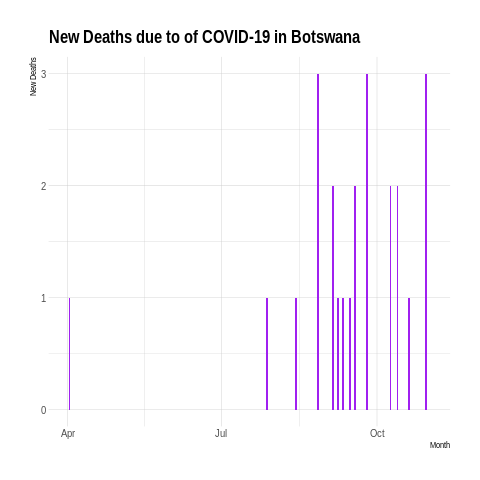 New Deaths due to of COVID-19 in Botswana
New Deaths
3
2
1
0
Apr
Jul
Oct
Month